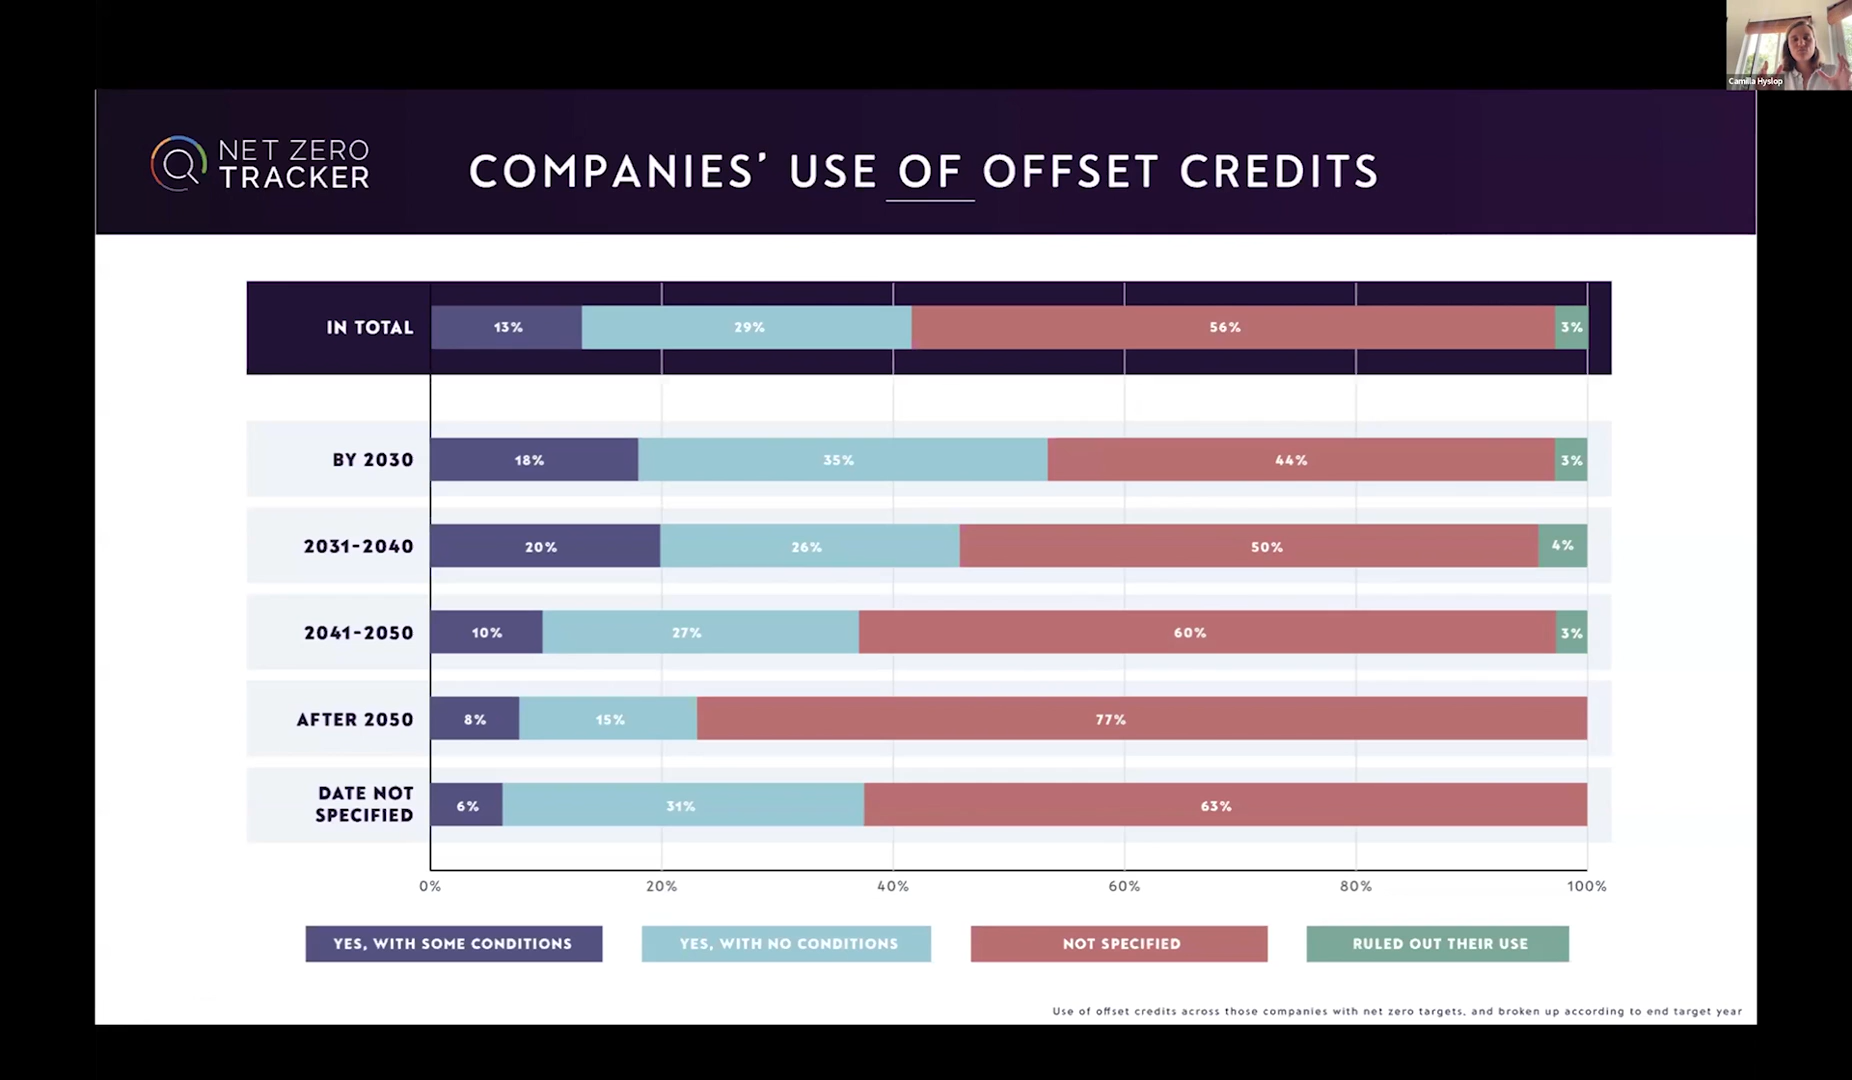 Camilla Hyslop
NET ZERO
TRACKER
COMPANIES' USE OF OFFSET CREDITS
IN TOTAL 13% 29% 56% 3%
BY 2030 18% 35% 44% 3%
2031-2040 20% 26% 50% 4%
2041-2050 10% 27% 60% 3%
AFTER 2050 8% 15% 77%
DATE NOT
SPECIFIED 6% 31% 63%
0% 20% 40% 60% 80% 100%
YES, WITH SOME CONDITIONS YES, WITH NO CONDITIONS NOT SPECIFIED RULED OUT THEIR USE
Use of offset credits across those companies with net zero targets, and broken up according to end target year